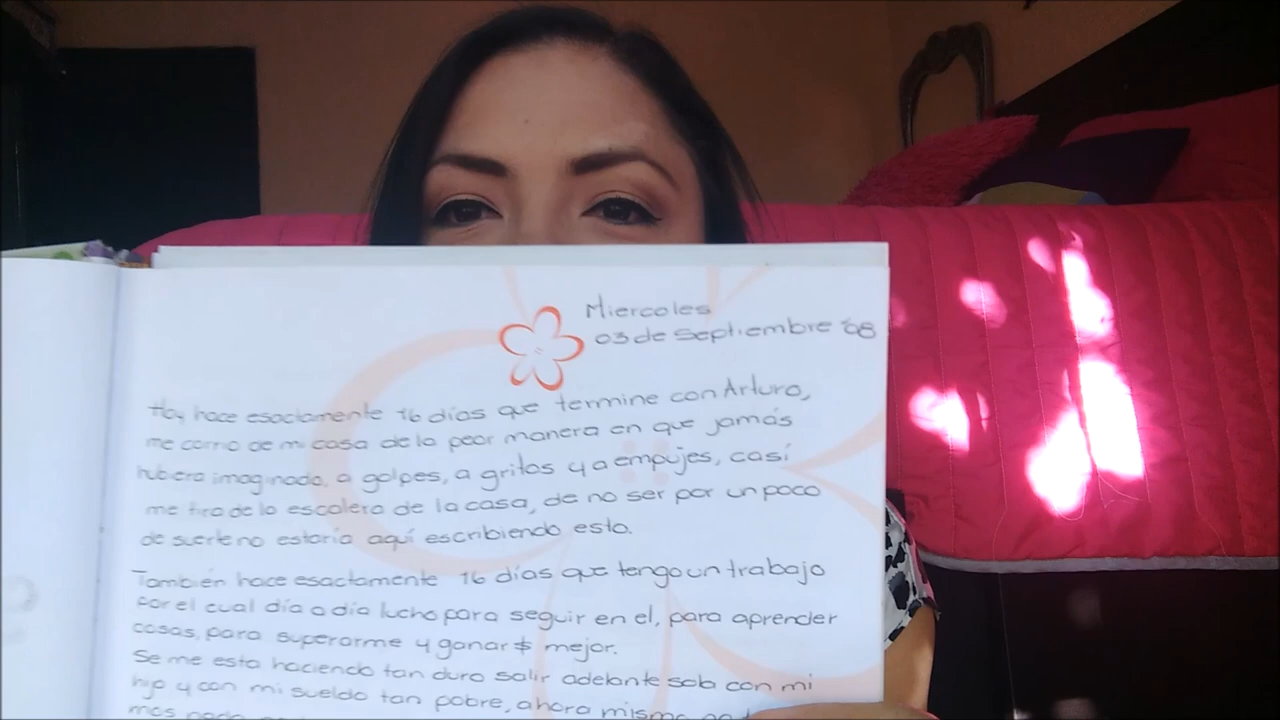 Miercoles
03 de Septiembre '08
Hoy hace esactamente 16 días que termine con Arturo,
me corrio de mi casa de la peor manera en que jamás
hubiera imaginado, a golpes, a gritos y a empujes, casí
me tira de la escalera de la casa, de no ser por un poco
de suerte no estaría aquí escribiendo esto.
También hace esactamente 16 días que tengo un trabajo
por el cual día a día lucho para seguir en el, para aprender
cosas, para superarme y ganar $ mejor.
Se me esta haciendo tan duro salir adelante sola con mi
hijo y con mi sueldo tan pobre, ahora mismo
mas nada